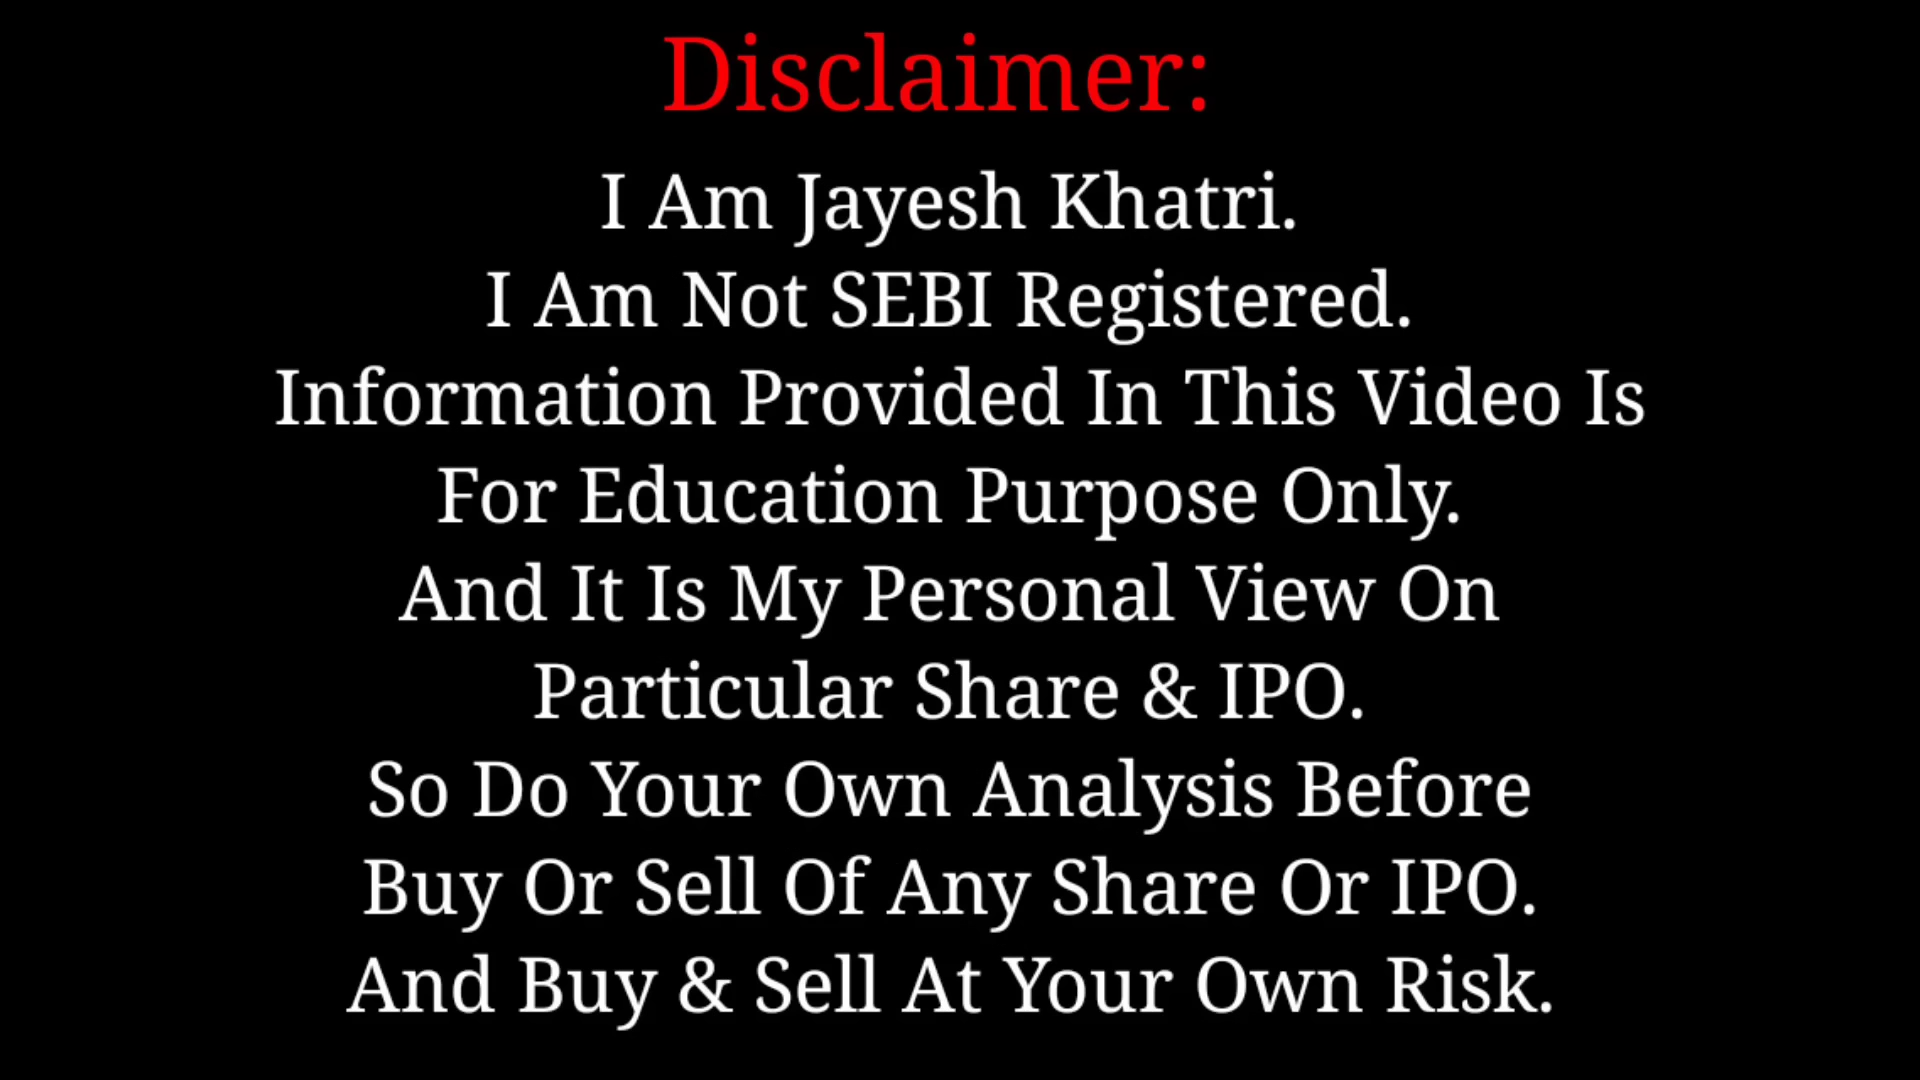 Disclaimer:
I Am Jayesh Khatri.
I Am Not SEBI Registered.
Information Provided In This Video Is
For Education Purpose Only.
And It Is My Personal View On
Particular Share & IPO.
So Do Your Own Analysis Before
Buy Or Sell Of Any Share Or IPO.
And Buy & Sell At Your Own Risk.